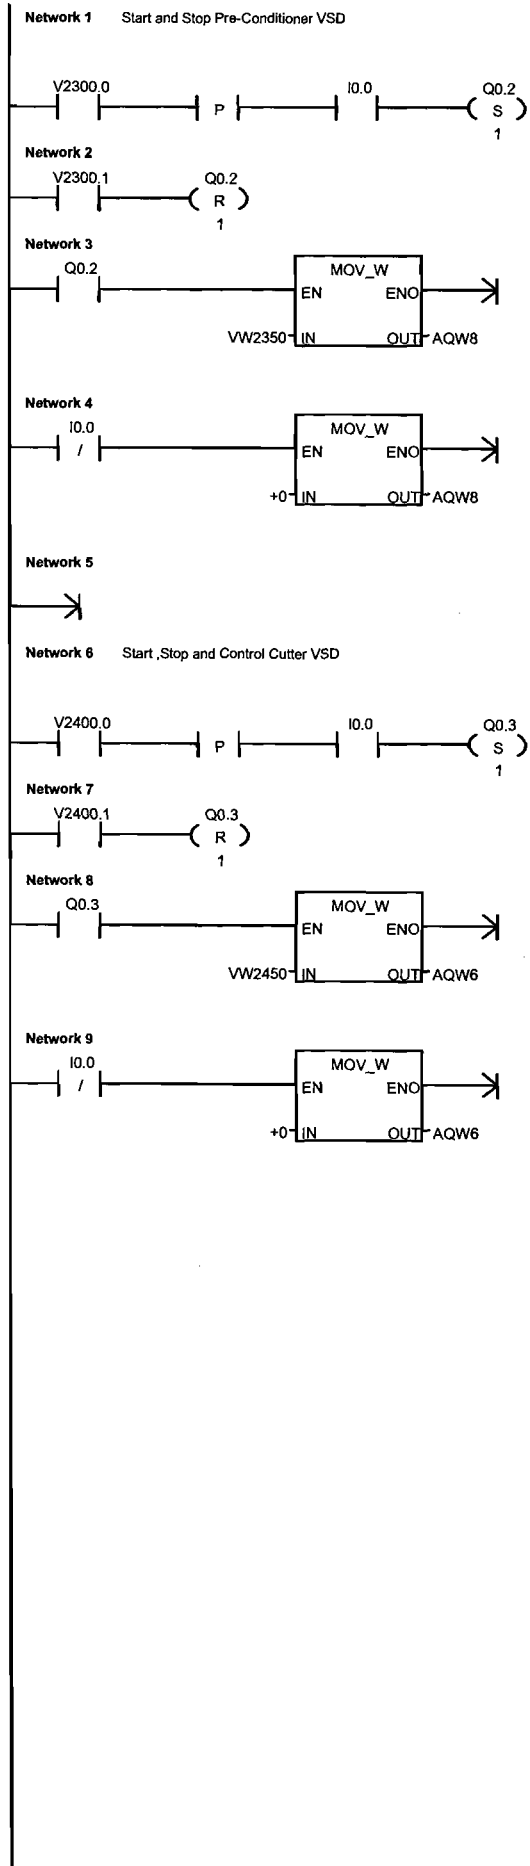 Network 1 Start and Stop Pre-Conditioner VSD
V2300.0 P I0.0 Q0.2
S
1
Network 2
V2300.1 Q0.2
R
1
Network 3
Q0.2 MOV_W
EN ENO
VW2350 IN OUT AQW8
Network 4
I0.0 MOV_W
/ EN ENO
+0 IN OUT AQW8
Network 5
Network 6 Start ,Stop and Control Cutter VSD
V2400.0 P I0.0 Q0.3
S
1
Network 7
V2400.1 Q0.3
R
1
Network 8
Q0.3 MOV_W
EN ENO
VW2450 IN OUT AQW6
Network 9
I0.0 MOV_W
/ EN ENO
+0 IN OUT AQW6